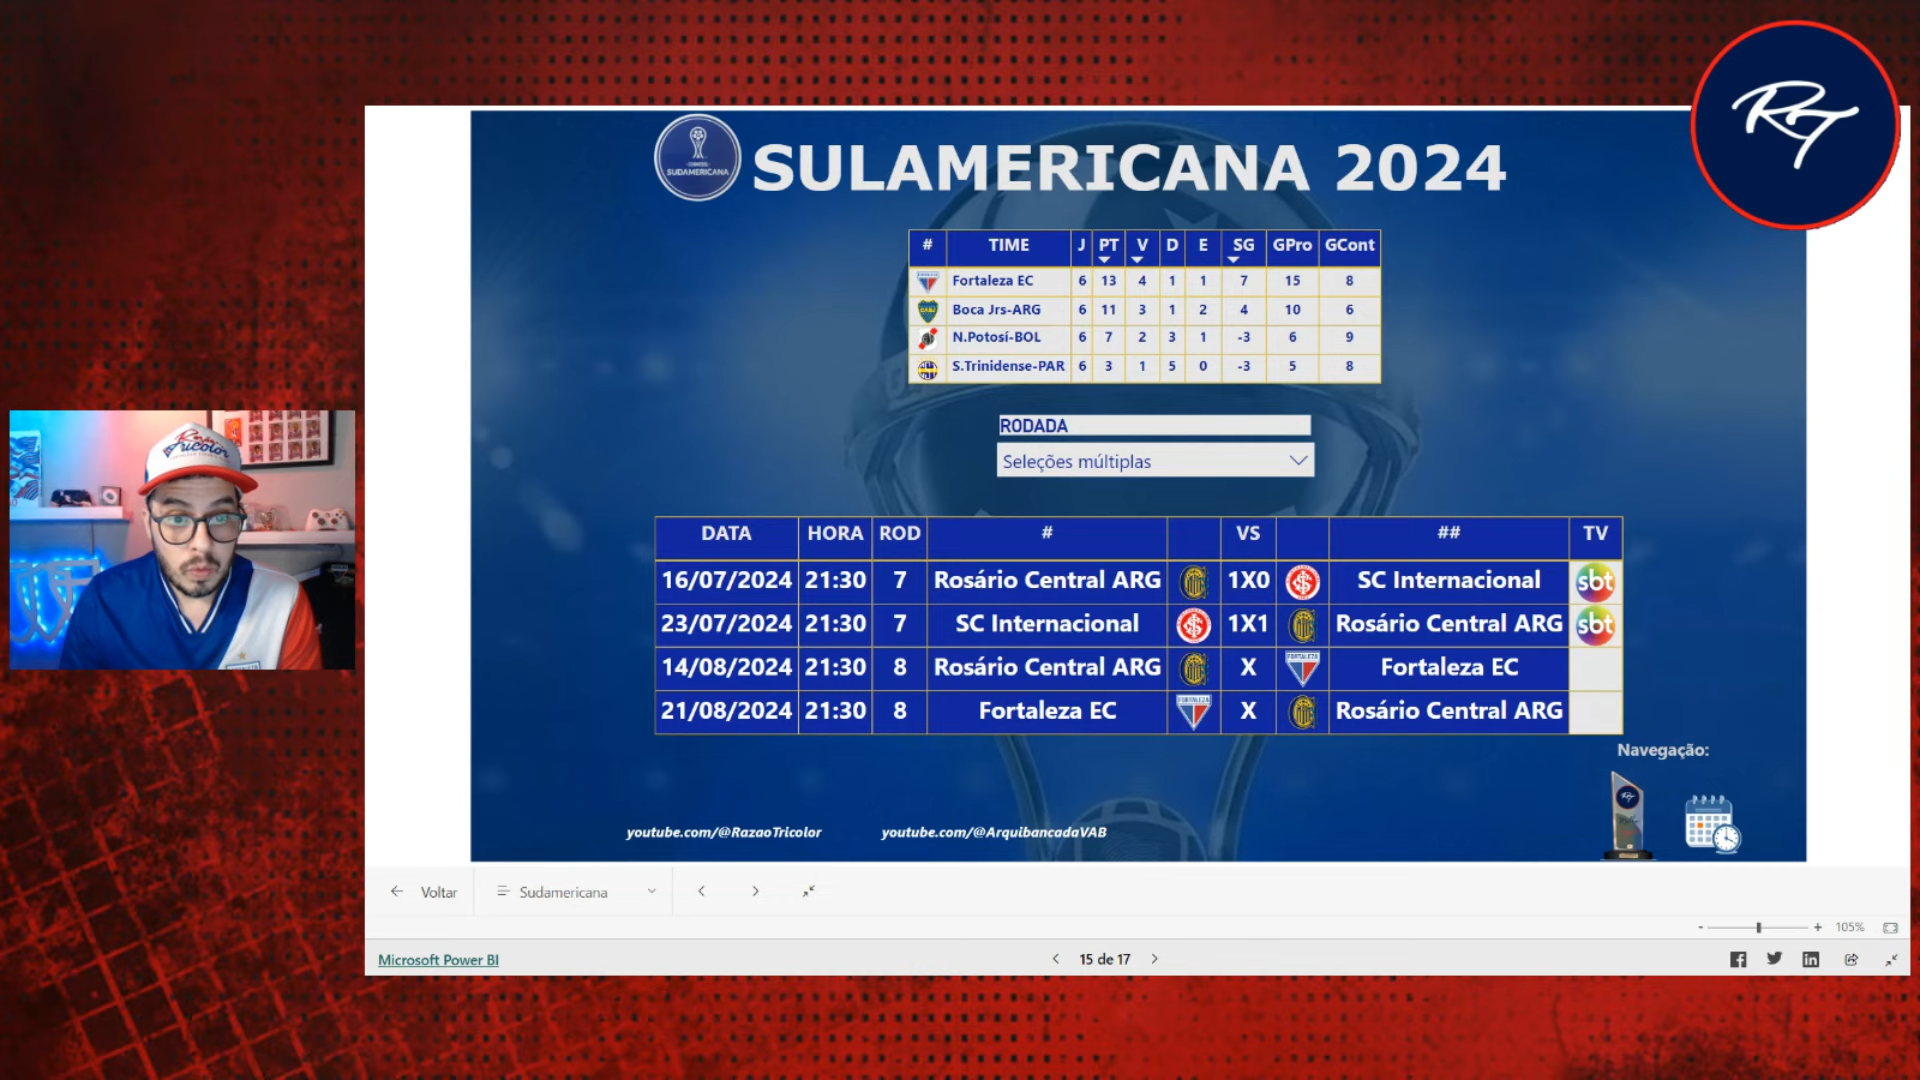 RT
SUDAMERICANA
SULAMERICANA 2024
# TIME J PT V D E SG GPro GCont
Fortaleza EC 6 13 4 1 1 7 15 8
Boca Jrs-ARG 6 11 3 1 2 4 10 6
N.Potosí-BOL 6 7 2 3 1 -3 6 9
S.Trinidense-PAR 6 3 1 5 0 -3 5 8
RODADA
Seleções múltiplas
DATA HORA ROD # VS ## TV
16/07/2024 21:30 7 Rosário Central ARG 1X0 SC Internacional sbt
23/07/2024 21:30 7 SC Internacional 1X1 Rosário Central ARG sbt
14/08/2024 21:30 8 Rosário Central ARG X FORTALEZA Fortaleza EC
21/08/2024 21:30 8 Fortaleza EC FORTALEZA X Rosário Central ARG
Navegação:
youtube.com/@RazaoTricolor youtube.com/@ArquibancadaVAB
Voltar Sudamericana
- + 105%
Microsoft Power BI 15 de 17